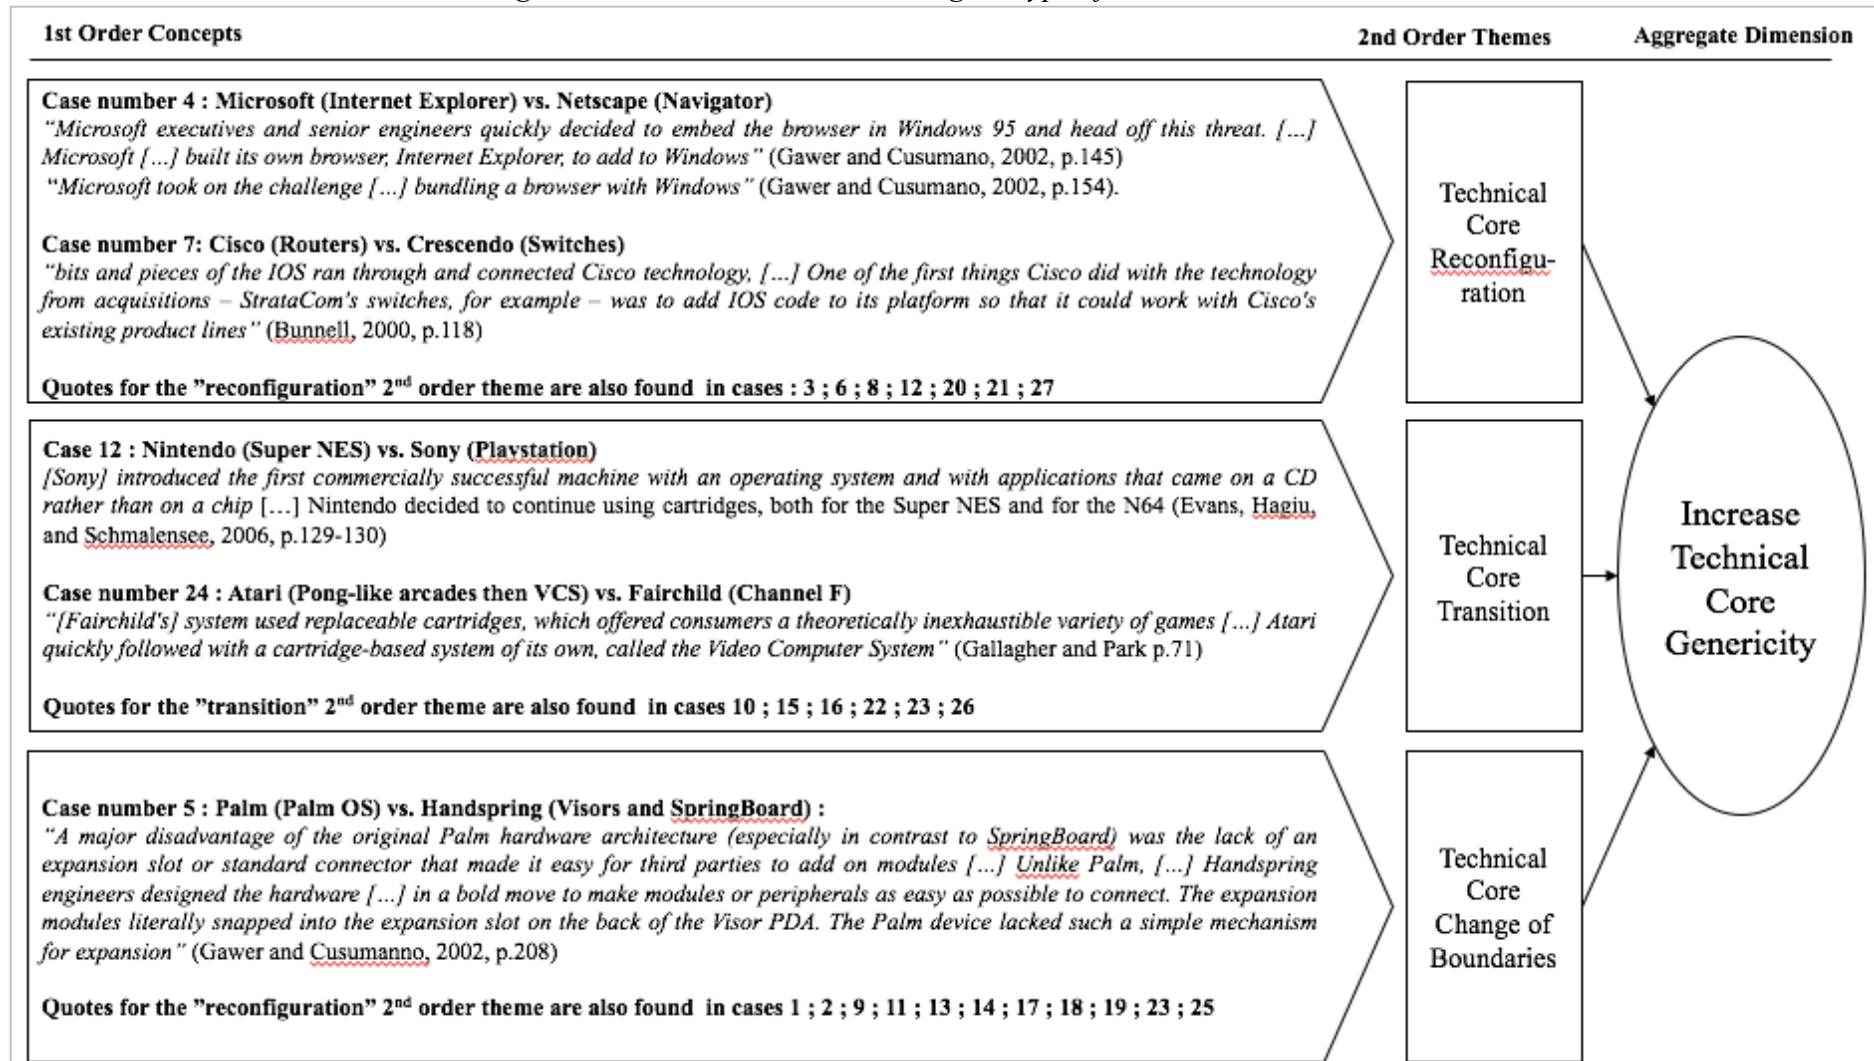 1st Order Concepts
2nd Order Themes
Aggregate Dimension
Case number 4 : Microsoft (Internet Explorer) vs. Netscape (Navigator)
“Microsoft executives and senior engineers quickly decided to embed the browser in Windows 95 and head off this threat. [...]
Microsoft [...] built its own browser, Internet Explorer, to add to Windows” (Gawer and Cusumano, 2002, p.145)
“Microsoft took on the challenge [...] bundling a browser with Windows” (Gawer and Cusumano, 2002, p.154).
Case number 7: Cisco (Routers) vs. Crescendo (Switches)
“bits and pieces of the IOS ran through and connected Cisco technology, [...] One of the first things Cisco did with the technology
from acquisitions – StrataCom's switches, for example – was to add IOS code to its platform so that it could work with Cisco's
existing product lines” (Bunnell, 2000, p.118)
Quotes for the ”reconfiguration” 2nd order theme are also found in cases : 3 ; 6 ; 8 ; 12 ; 20 ; 21 ; 27
Technical
Core
Reconfigu-
ration
Case 12 : Nintendo (Super NES) vs. Sony (Playstation)
[Sony] introduced the first commercially successful machine with an operating system and with applications that came on a CD
rather than on a chip [...] Nintendo decided to continue using cartridges, both for the Super NES and for the N64 (Evans, Hagiu,
and Schmalensee, 2006, p.129-130)
Case number 24 : Atari (Pong-like arcades then VCS) vs. Fairchild (Channel F)
“[Fairchild's] system used replaceable cartridges, which offered consumers a theoretically inexhaustible variety of games [...] Atari
quickly followed with a cartridge-based system of its own, called the Video Computer System” (Gallagher and Park p.71)
Quotes for the ”transition” 2nd order theme are also found in cases 10 ; 15 ; 16 ; 22 ; 23 ; 26
Technical
Core
Transition
Case number 5 : Palm (Palm OS) vs. Handspring (Visors and SpringBoard) :
“A major disadvantage of the original Palm hardware architecture (especially in contrast to SpringBoard) was the lack of an
expansion slot or standard connector that made it easy for third parties to add on modules [...] Unlike Palm, [...] Handspring
engineers designed the hardware [...] in a bold move to make modules or peripherals as easy as possible to connect. The expansion
modules literally snapped into the expansion slot on the back of the Visor PDA. The Palm device lacked such a simple mechanism
for expansion” (Gawer and Cusumanno, 2002, p.208)
Quotes for the ”reconfiguration” 2nd order theme are also found in cases 1 ; 2 ; 9 ; 11 ; 13 ; 14 ; 17 ; 18 ; 19 ; 23 ; 25
Technical
Core
Change of
Boundaries
Increase
Technical
Core
Genericity